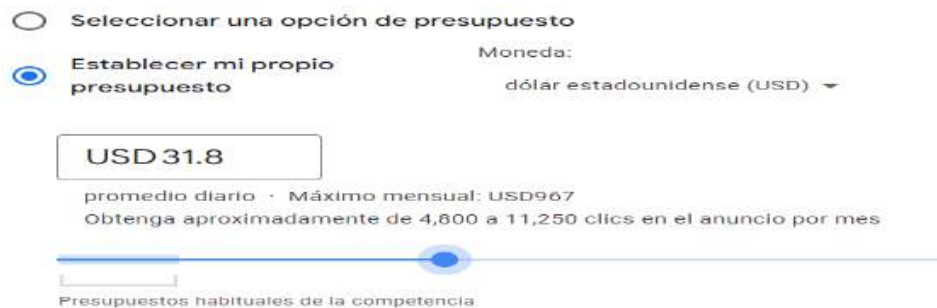 Seleccionar una opción de presupuesto
Establecer mi propio
presupuesto
Moneda:
dólar estadounidense (USD)
USD 31.8
promedio diario · Máximo mensual: USD967
Obtenga aproximadamente de 4,800 a 11,250 clics en el anuncio por mes
Presupuestos habituales de la competencia